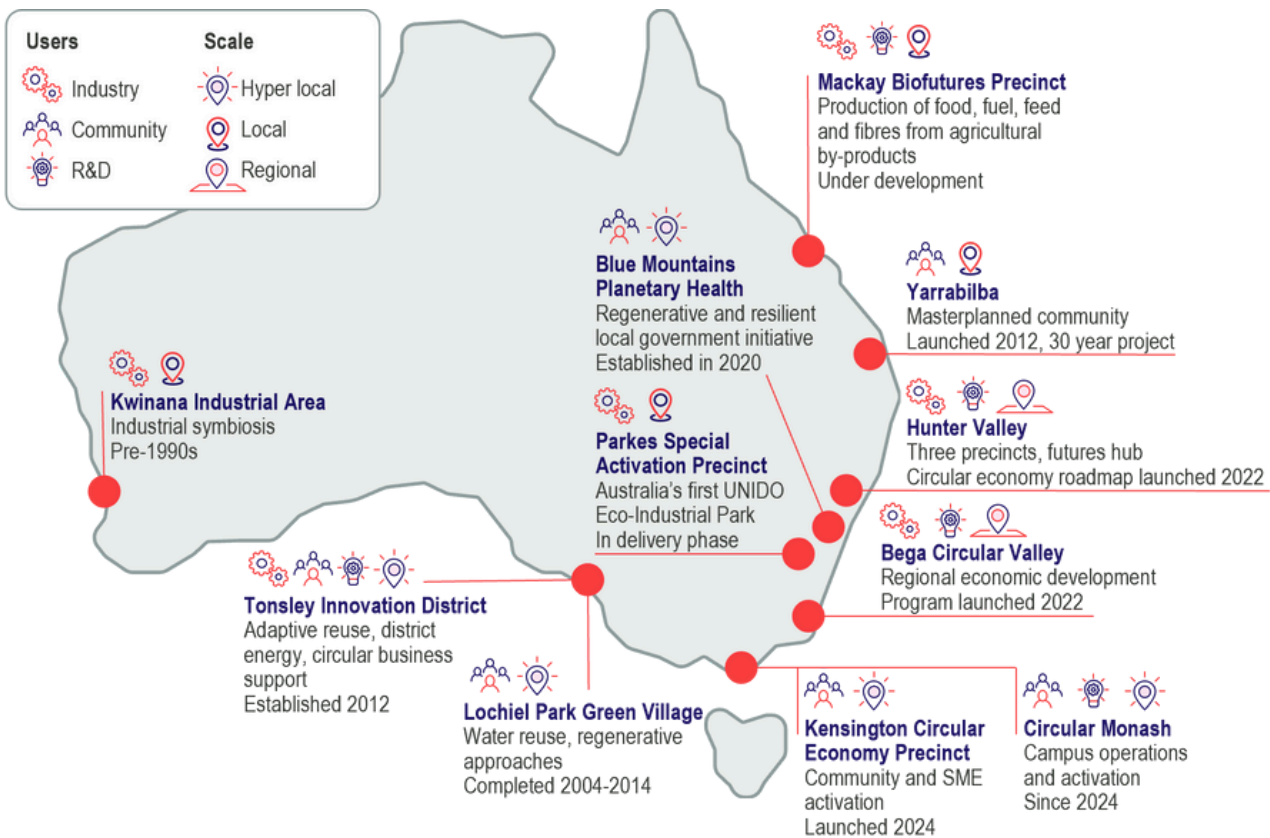 Users
Scale
Industry
Hyper local
Community
Local
R&D
Regional
Mackay Biofutures Precinct
Production of food, fuel, feed
and fibres from agricultural
by-products
Under development
Blue Mountains
Planetary Health
Regenerative and resilient
local government initiative
Established in 2020
Yarrabilba
Masterplanned community
Launched 2012, 30 year project
Kwinana Industrial Area
Industrial symbiosis
Pre-1990s
Parkes Special
Activation Precinct
Australia's first UNIDO
Eco-Industrial Park
In delivery phase
Hunter Valley
Three precincts, futures hub
Circular economy roadmap launched 2022
Bega Circular Valley
Regional economic development
Program launched 2022
Tonsley Innovation District
Adaptive reuse, district
energy, circular business
support
Established 2012
Lochiel Park Green Village
Water reuse, regenerative
approaches
Completed 2004-2014
Kensington Circular
Economy Precinct
Community and SME
activation
Launched 2024
Circular Monash
Campus operations
and activation
Since 2024